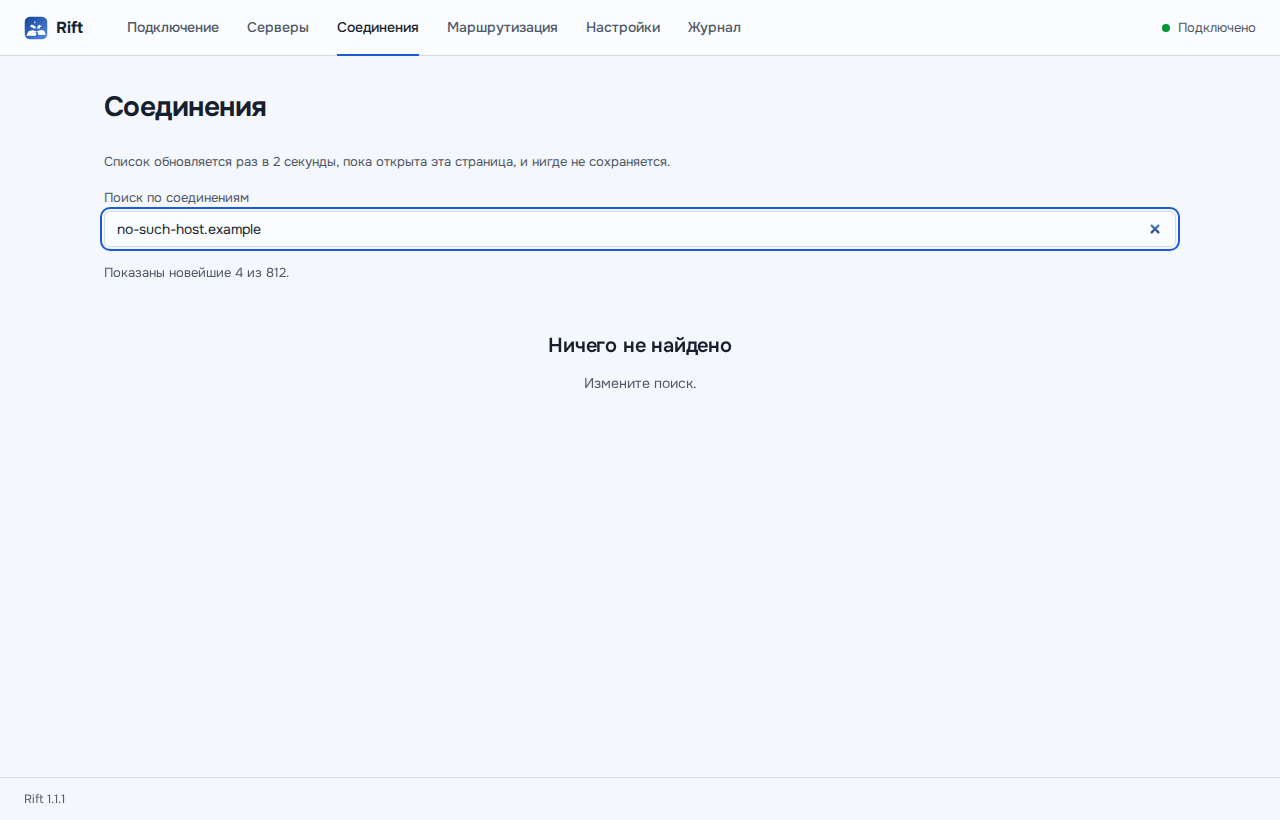 Rift
Подключение
Серверы
Соединения
Маршрутизация
Настройки
Журнал
Подключено
Соединения
Список обновляется раз в 2 секунды, пока открыта эта страница, и нигде не сохраняется.
Поиск по соединениям
no-such-host.example
Показаны новейшие 4 из 812.
Ничего не найдено
Измените поиск.
Rift 1.1.1